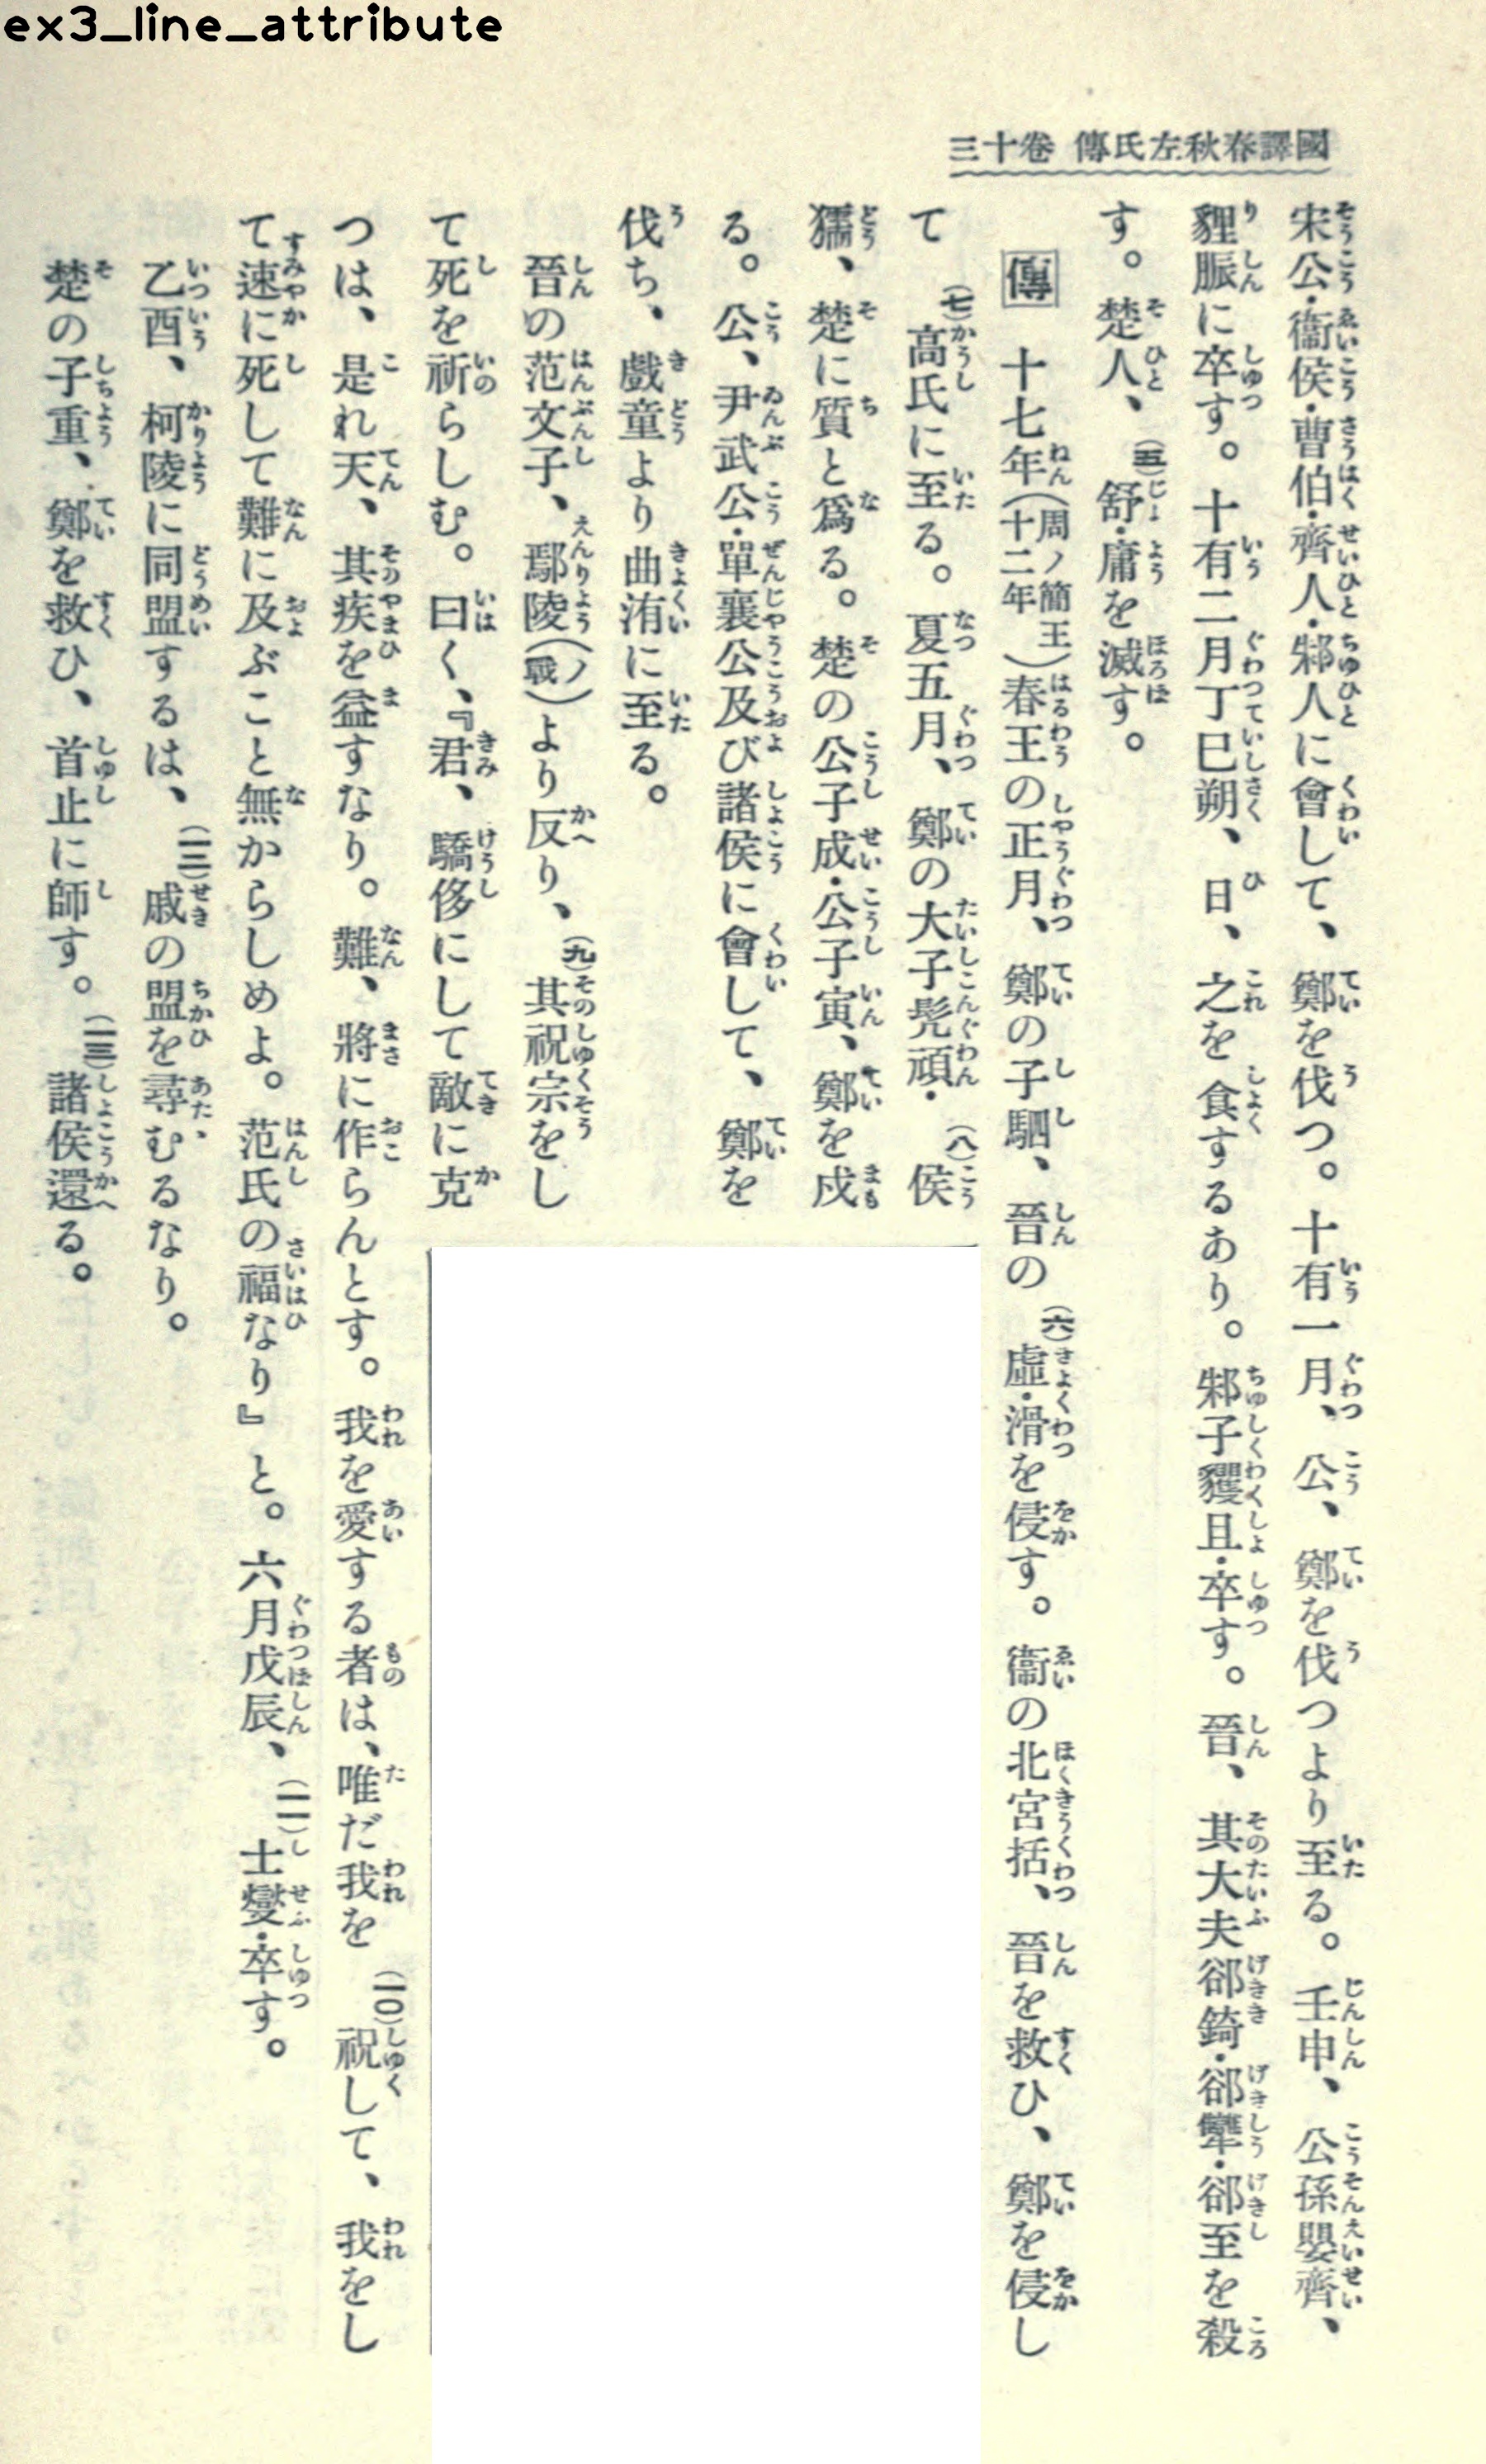 ex3_line_attribute
國譯春秋左氏傳 卷十三
宋公・衞侯・曹伯・齊人・邾人に會して、鄭を伐つ。十有一月、公、鄭を伐つより至る。壬申、公孫嬰齊、
貍脤に卒す。十有二月丁巳朔、日、之を食するあり。邾子貜且・卒す。晉、其大夫郤錡・郤犫・郤至を殺
す。楚人、(五)舒・庸を滅す。
傳 十七年(周ノ簡王十二年)春王の正月、鄭の子駟、晉の(六)虛・滑を侵す。衞の北宮括、晉を救ひ、鄭を侵し
て(七)高氏に至る。夏五月、鄭の大子髠頑・(八)侯
獳、楚に質と爲る。楚の公子成・公子寅、鄭を戍
る。公、尹武公・單襄公及び諸侯に會して、鄭を
伐ち、戲童より曲洧に至る。
晉の范文子、鄢陵(ノ戰)より反り、(九)其祝宗をし
て死を祈らしむ。曰く、『君、驕侈にして敵に克
つは、是れ天、其疾を益すなり。難、將に作らんとす。我を愛する者は、唯だ我を(一〇)祝して、我をし
て速に死して難に及ぶこと無からしめよ。范氏の福なり』と。六月戊辰、(一一)士燮・卒す。
乙酉、柯陵に同盟するは、(一二)戚の盟を尋むるなり。
楚の子重、鄭を救ひ、首止に師す。(一三)諸侯還る。